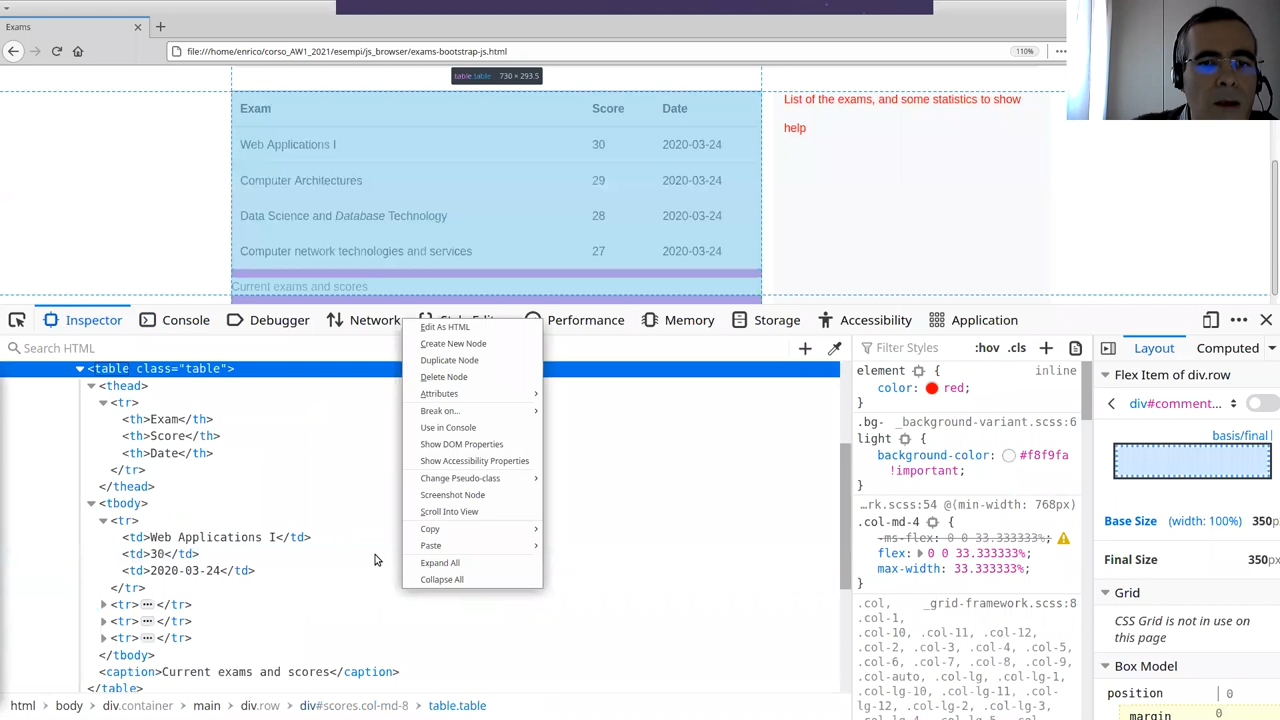 Exams
file:///home/enrico/corso_AW1_2021/esempi/js_browser/exams-bootstrap-js.html
110%
table table 730 × 293.5
Exam Score Date
Web Applications I 30 2020-03-24
Computer Architectures 29 2020-03-24
Data Science and Database Technology 28 2020-03-24
Computer network technologies and services 27 2020-03-24
Current exams and scores
List of the exams, and some statistics to show
help
Inspector Console Debugger Network Performance Memory Storage Accessibility Application
Search HTML
<table class="table">
<thead>
<tr>
<th>Exam</th>
<th>Score</th>
<th>Date</th>
</tr>
</thead>
<tbody>
<tr>
<td>Web Applications I</td>
<td>30</td>
<td>2020-03-24</td>
</tr>
<tr> ••• </tr>
<tr> ••• </tr>
<tr> ••• </tr>
</tbody>
<caption>Current exams and scores</caption>
</table>
html body div.container main div.row div#scores.col-md-8 table.table
Edit As HTML
Create New Node
Duplicate Node
Delete Node
Attributes
Break on...
Use in Console
Show DOM Properties
Show Accessibility Properties
Change Pseudo-class
Screenshot Node
Scroll Into View
Copy
Paste
Expand All
Collapse All
Filter Styles :hov .cls
element { inline
color: red;
}
.bg- _background-variant.scss:6
light {
background-color: #f8f9fa
!important;
}
…rk.scss:54 @(min-width: 768px)
.col-md-4 {
-ms-flex: 0 0 33.333333%;
flex: 0 0 33.333333%;
max-width: 33.333333%;
}
.col, _grid-framework.scss:8
.col-1,
.col-10, .col-11, .col-12,
.col-2, .col-3, .col-4,
.col-5, .col-6, .col-7,
.col-8, .col-9,
.col-auto, .col-lg, .col-lg-1,
.col-lg-10, .col-lg-11,
.col-lg-12, .col-lg-2,
Layout Computed
Flex Item of div.row
div#comment…
basis/final
Base Size (width: 100%) 350p
Final Size 350p
Grid
CSS Grid is not in use on
this page
Box Model
position 0
margin 0